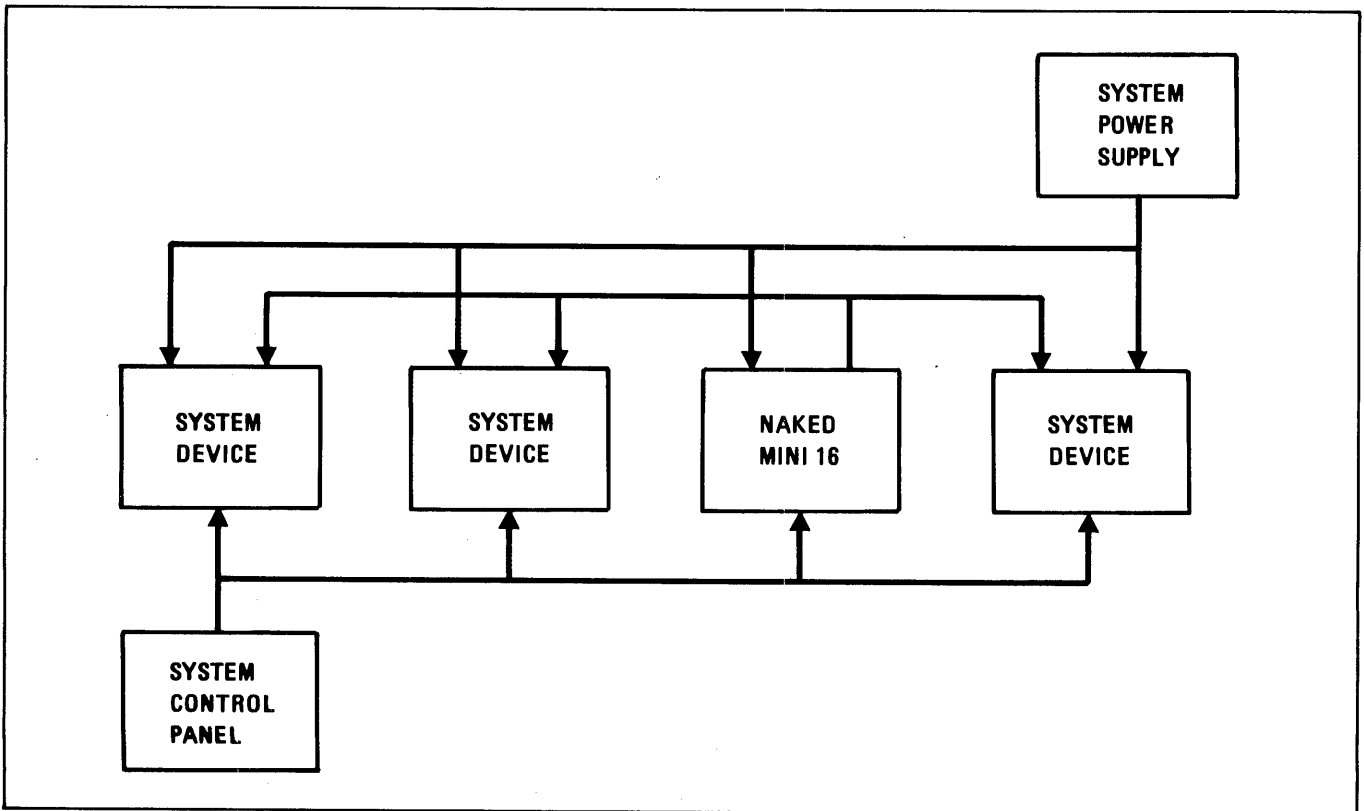 SYSTEM
POWER
SUPPLY
SYSTEM
DEVICE
SYSTEM
DEVICE
NAKED
MINI 16
SYSTEM
DEVICE
SYSTEM
CONTROL
PANEL